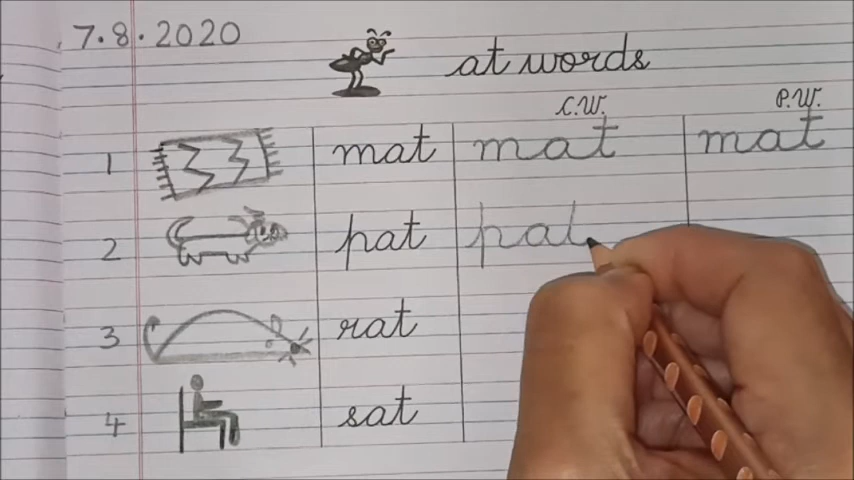 7.8.2020
at words
C.W. P.W.
1 mat mat mat
2 pat pat
3 rat
4 sat